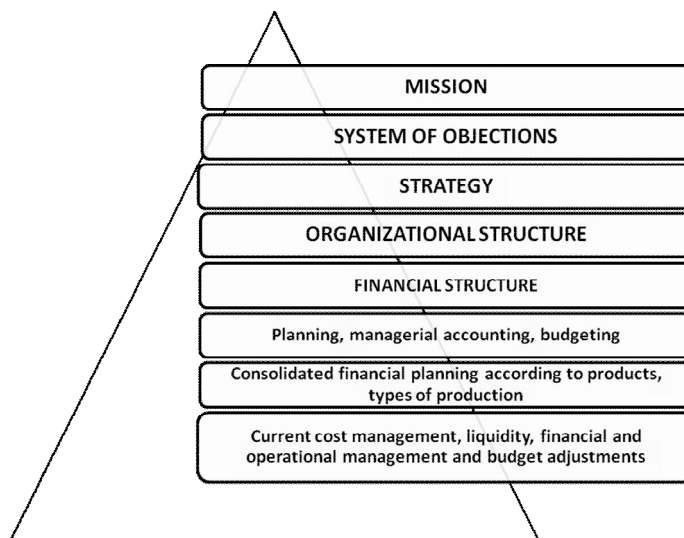 MISSION
SYSTEM OF OBJECTIONS
STRATEGY
ORGANIZATIONAL STRUCTURE
FINANCIAL STRUCTURE
Planning, managerial accounting, budgeting
Consolidated financial planning according to products,
types of production
Current cost management, liquidity, financial and
operational management and budget adjustments